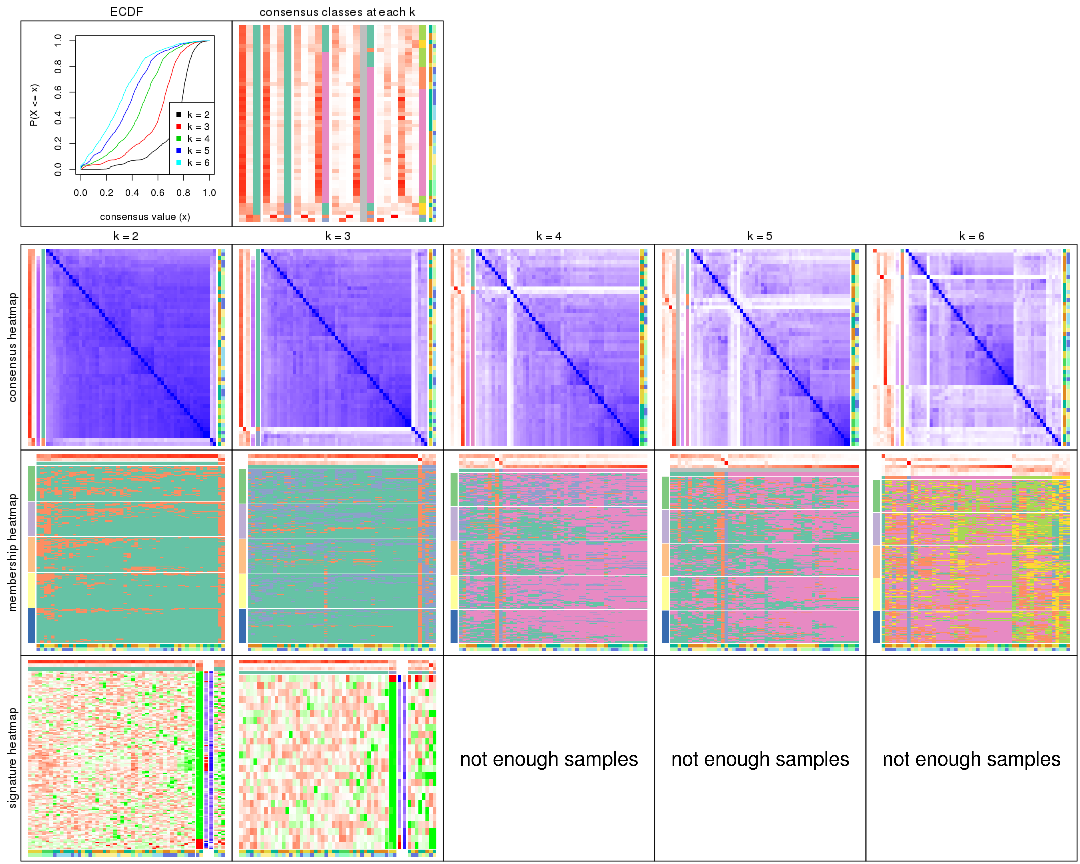 ECDF
consensus classes at each k
P(X <= x)
0.0 0.2 0.4 0.6 0.8 1.0
k = 2
k = 3
k = 4
k = 5
k = 6
0.0 0.2 0.4 0.6 0.8 1.0
consensus value (x)
k = 2
k = 3
k = 4
k = 5
k = 6
consensus heatmap
membership heatmap
signature heatmap
not enough samples
not enough samples
not enough samples